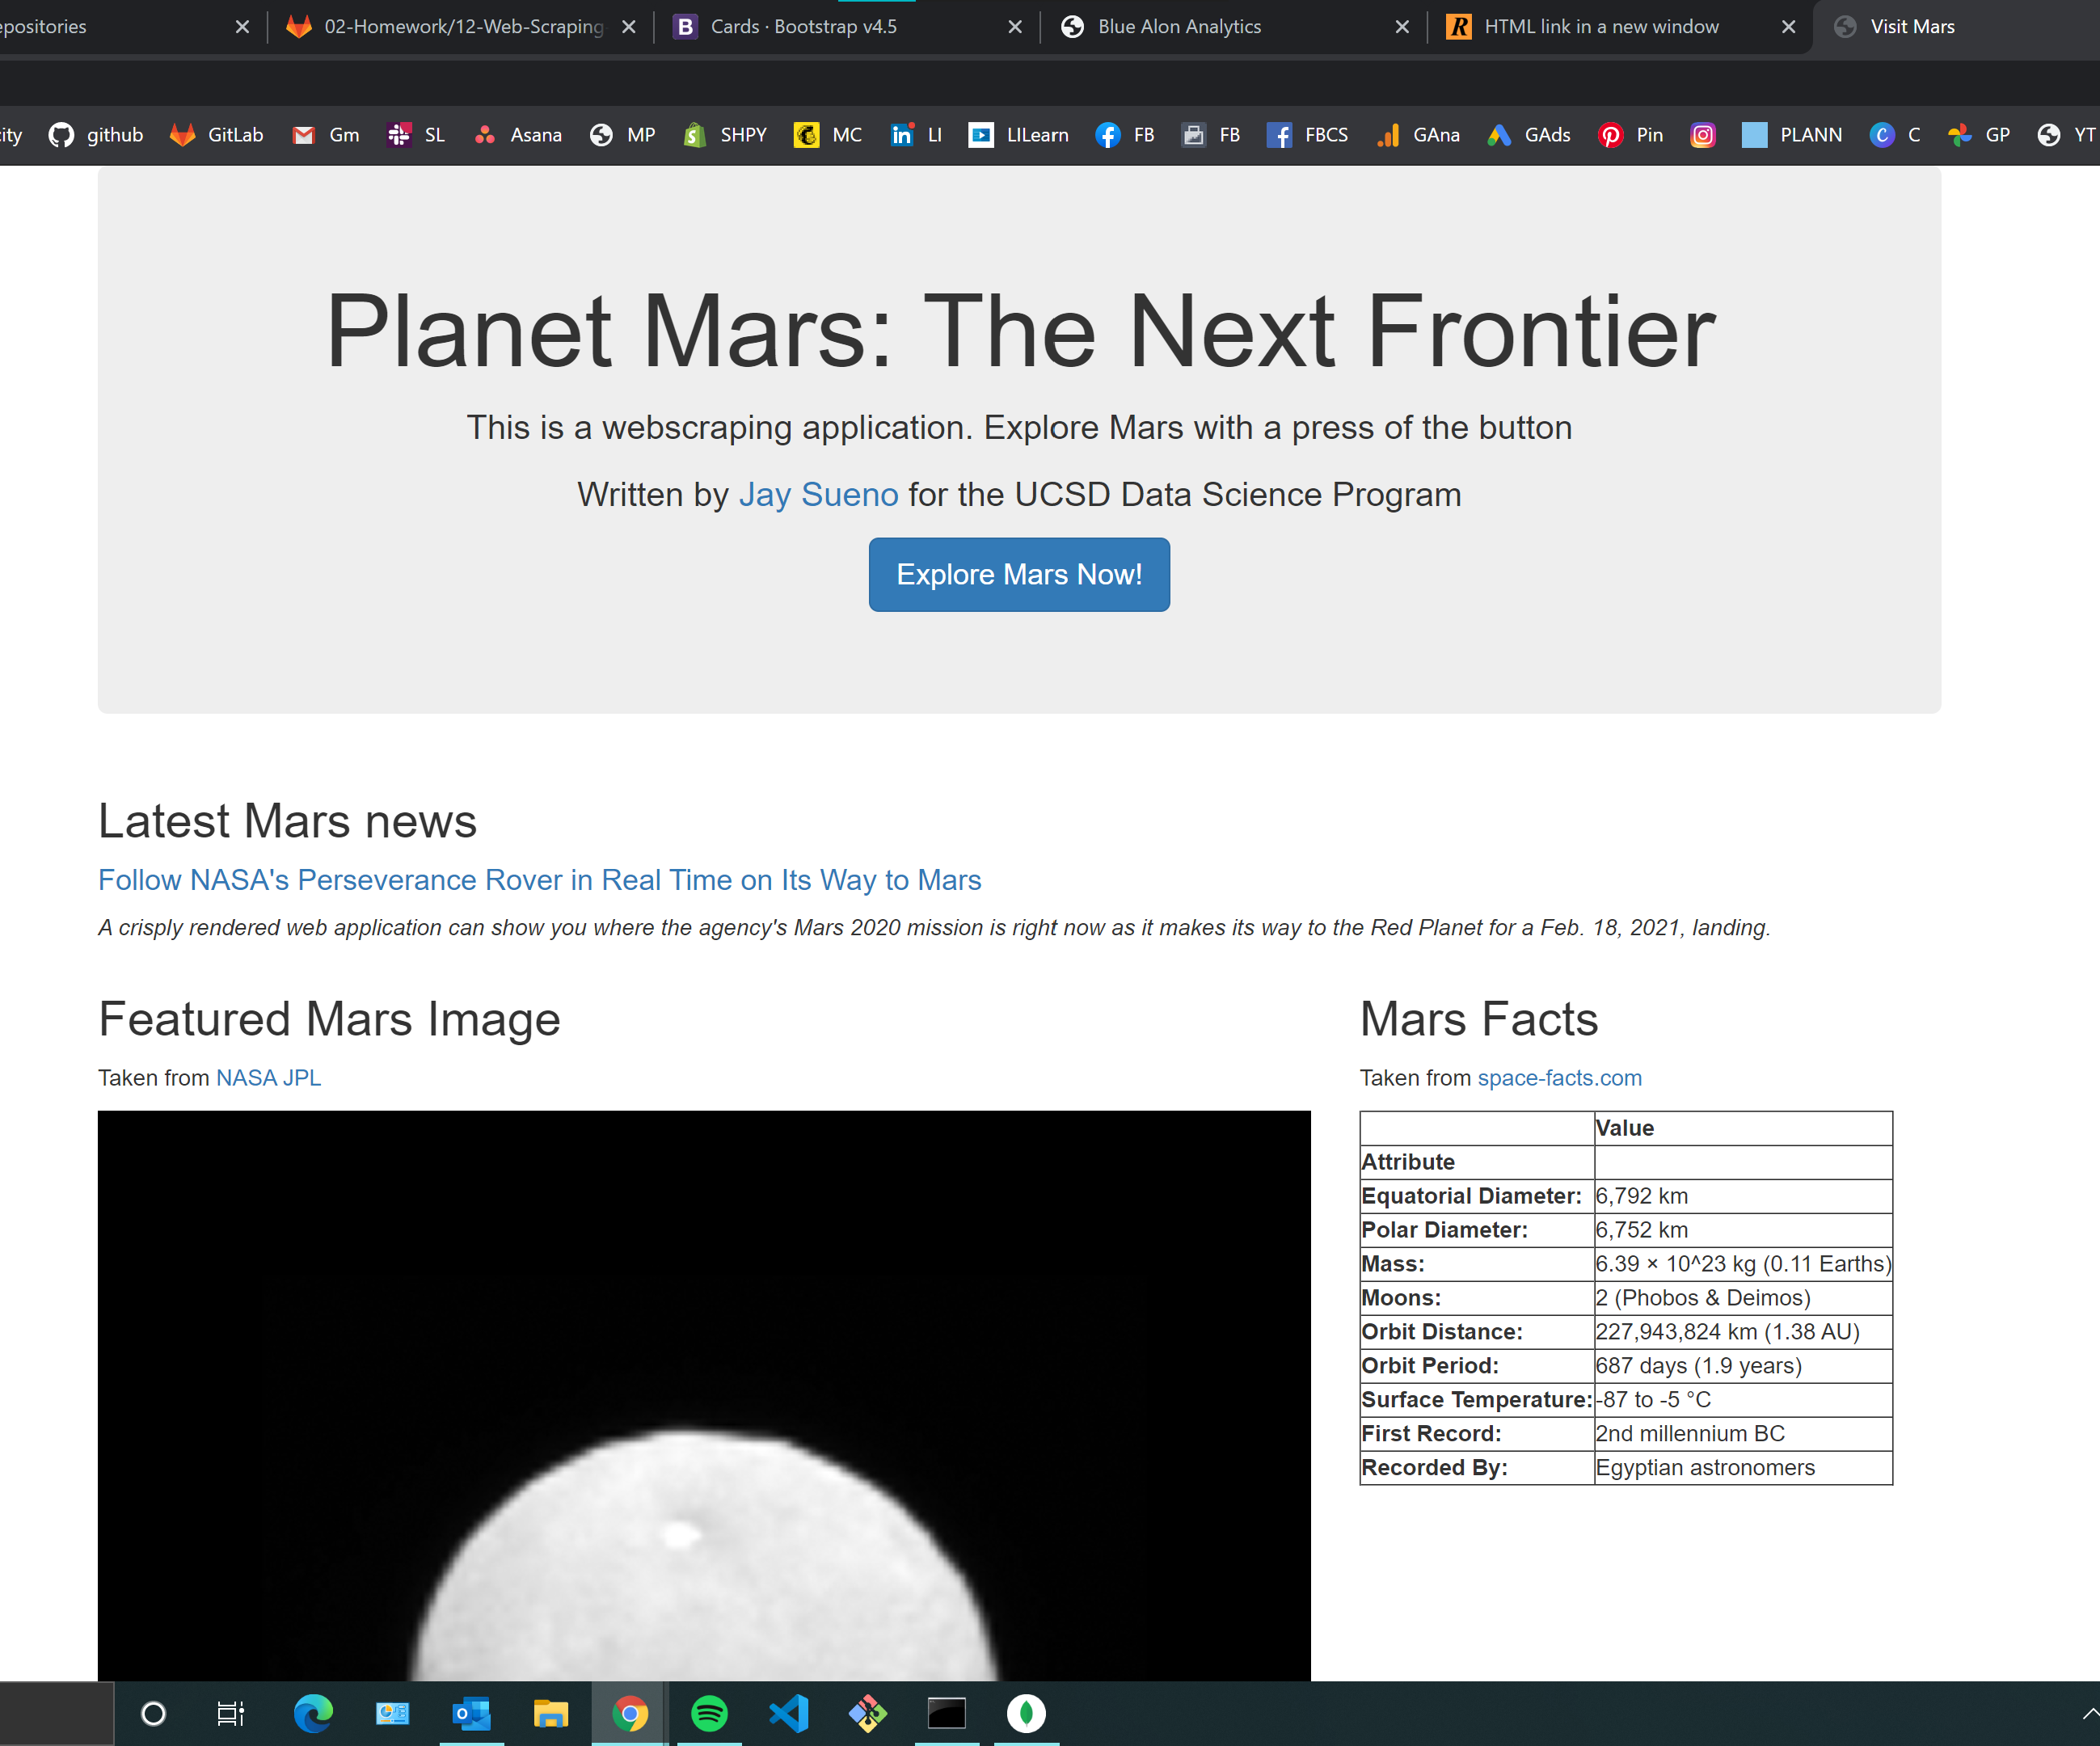 epositories
02-Homework/12-Web-Scraping
B Cards · Bootstrap v4.5
Blue Alon Analytics
R HTML link in a new window
Visit Mars
ity github GitLab Gm SL Asana MP SHPY MC LI LILearn FB FB FBCS GAna GAds Pin PLANN C GP YT
Planet Mars: The Next Frontier
This is a webscraping application. Explore Mars with a press of the button
Written by Jay Sueno for the UCSD Data Science Program
Explore Mars Now!
Latest Mars news
Follow NASA's Perseverance Rover in Real Time on Its Way to Mars
A crisply rendered web application can show you where the agency's Mars 2020 mission is right now as it makes its way to the Red Planet for a Feb. 18, 2021, landing.
Featured Mars Image
Taken from NASA JPL
Mars Facts
Taken from space-facts.com
Value
Attribute
Equatorial Diameter: 6,792 km
Polar Diameter: 6,752 km
Mass: 6.39 × 10^23 kg (0.11 Earths)
Moons: 2 (Phobos & Deimos)
Orbit Distance: 227,943,824 km (1.38 AU)
Orbit Period: 687 days (1.9 years)
Surface Temperature: -87 to -5 °C
First Record: 2nd millennium BC
Recorded By: Egyptian astronomers